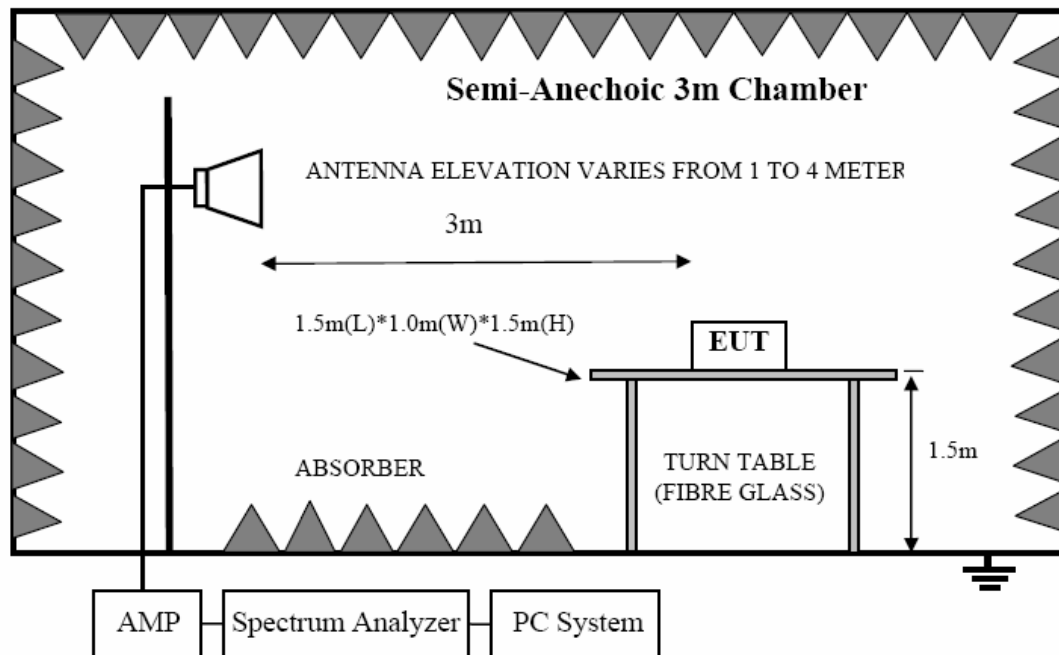 Semi-Anechoic 3m Chamber
ANTENNA ELEVATION VARIES FROM 1 TO 4 METER
3m
1.5m(L)*1.0m(W)*1.5m(H)
EUT
1.5m
ABSORBER
TURN TABLE
(FIBRE GLASS)
AMP
Spectrum Analyzer
PC System